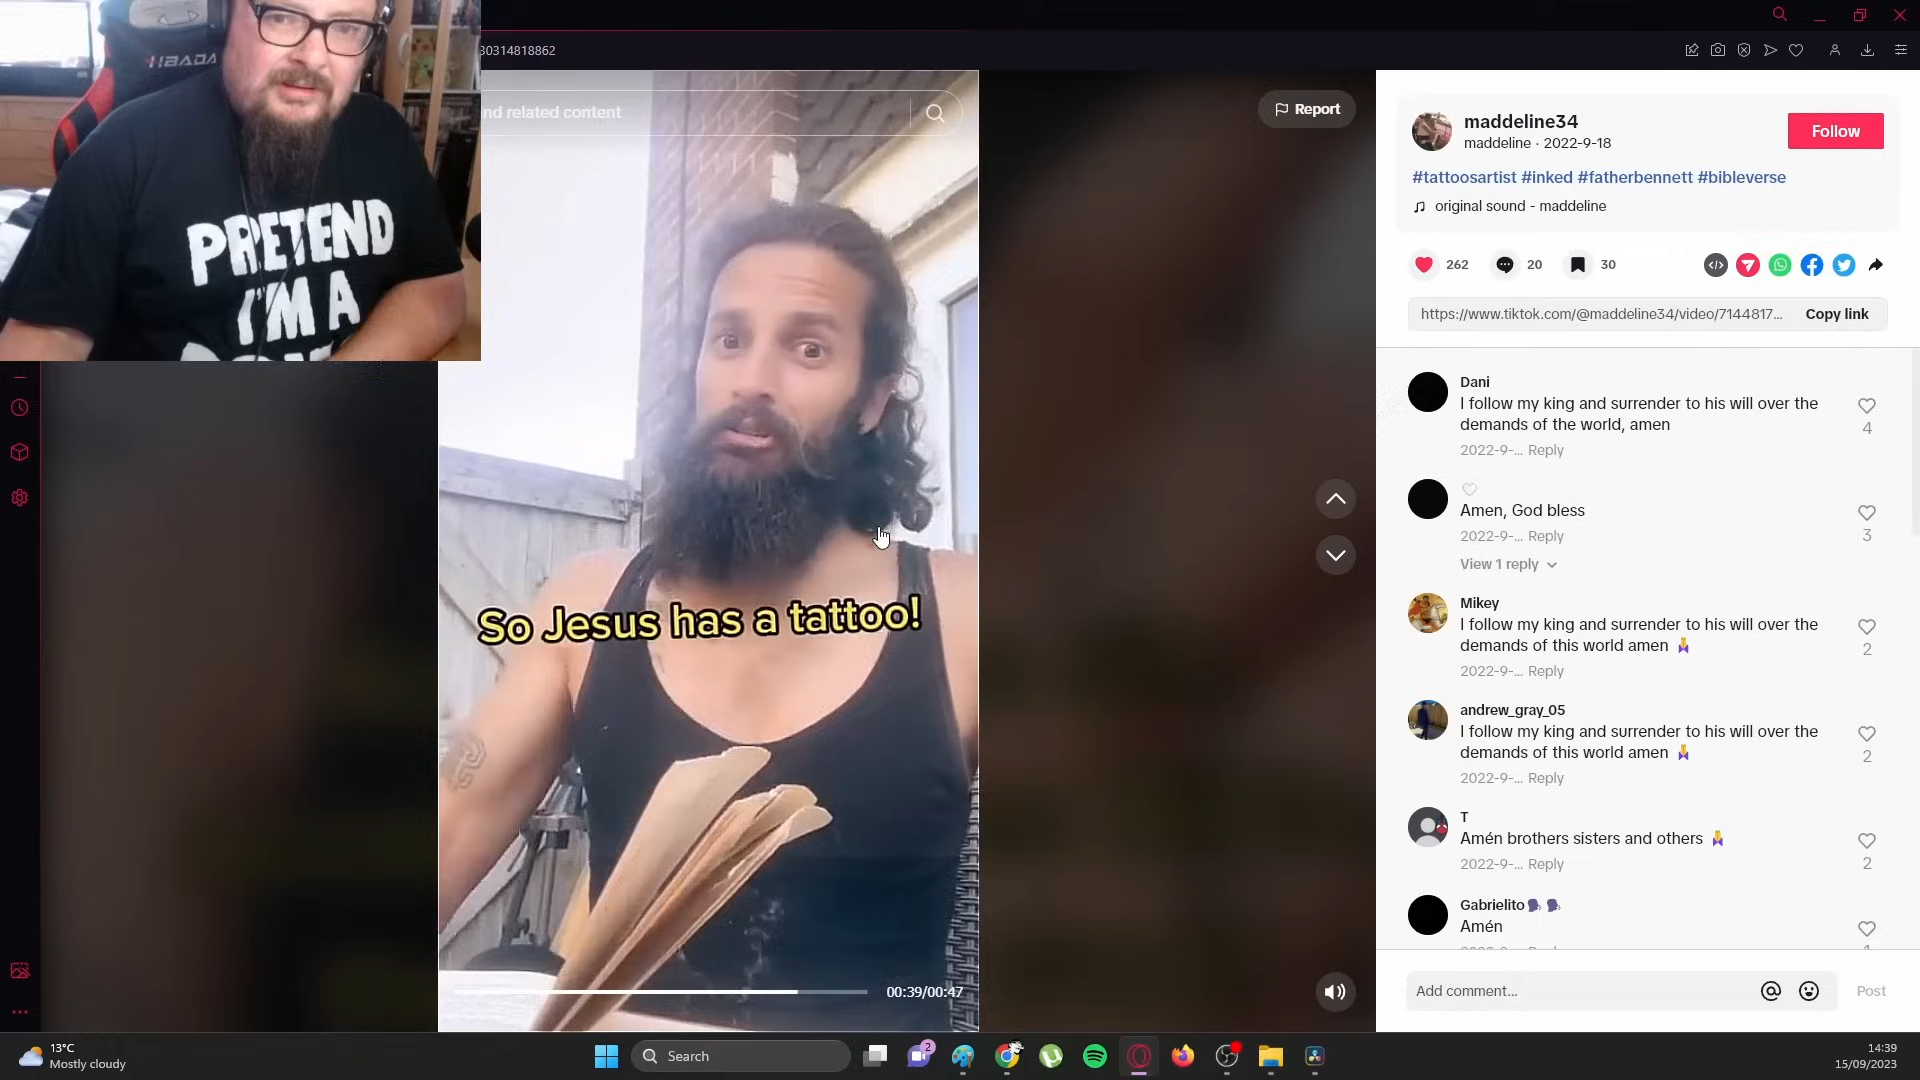 HBADA
PRETEND
I'M A
30314818862
nd related content
Report
So Jesus has a tattoo!
00:39/00:47
maddeline34
maddeline · 2022-9-18
Follow
#tattoosartist #inked #fatherbennett #bibleverse
original sound - maddeline
262
20
30
https://www.tiktok.com/@maddeline34/video/7144817...
Copy link
Dani
I follow my king and surrender to his will over the
demands of the world, amen
4
2022-9-... Reply
Amen, God bless
3
2022-9-... Reply
View 1 reply
Mikey
I follow my king and surrender to his will over the
demands of this world amen
2
2022-9-... Reply
andrew_gray_05
I follow my king and surrender to his will over the
demands of this world amen
2
2022-9-... Reply
T
Amén brothers sisters and others
2
2022-9-... Reply
Gabrielito
Amén
Add comment...
Post
13°C
Mostly cloudy
Search
2
14:39
15/09/2023